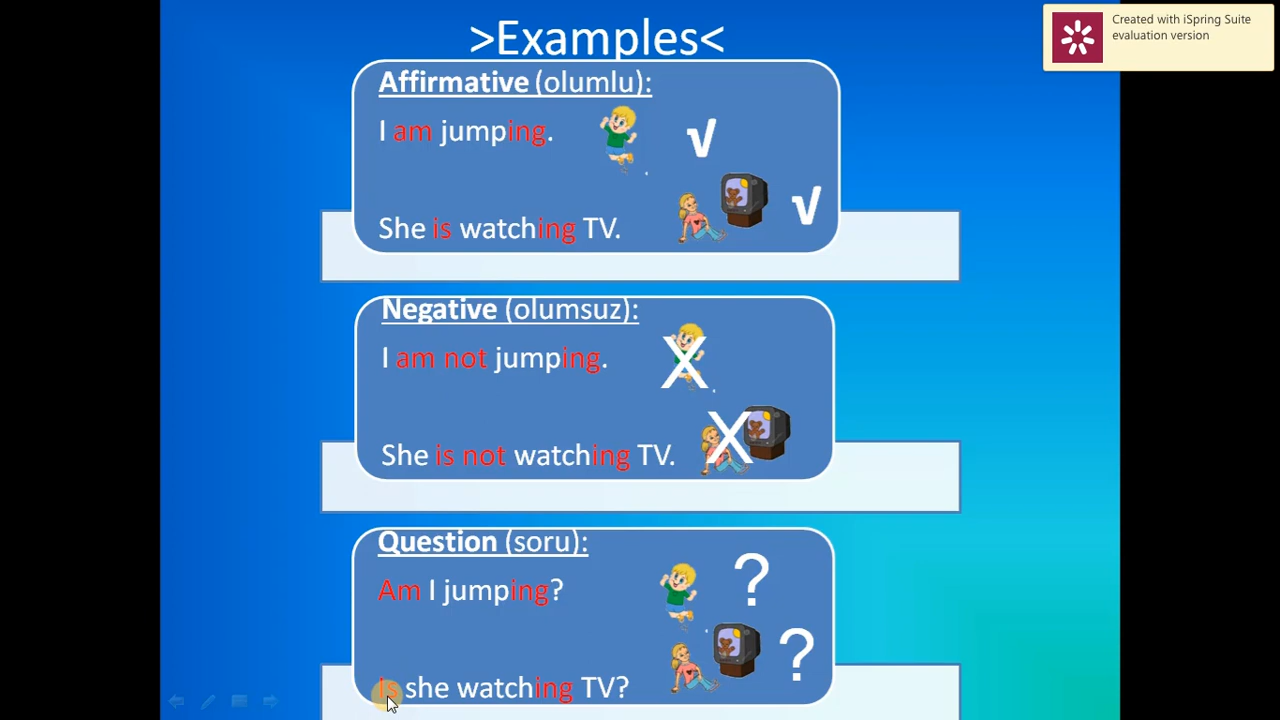 >Examples<
Created with iSpring Suite
evaluation version
Affirmative (olumlu):
I am jumping.
√
She is watching TV.
√
Negative (olumsuz):
I am not jumping.
X
She is not watching TV.
X
Question (soru):
Am I jumping?
?
Is she watching TV?
?